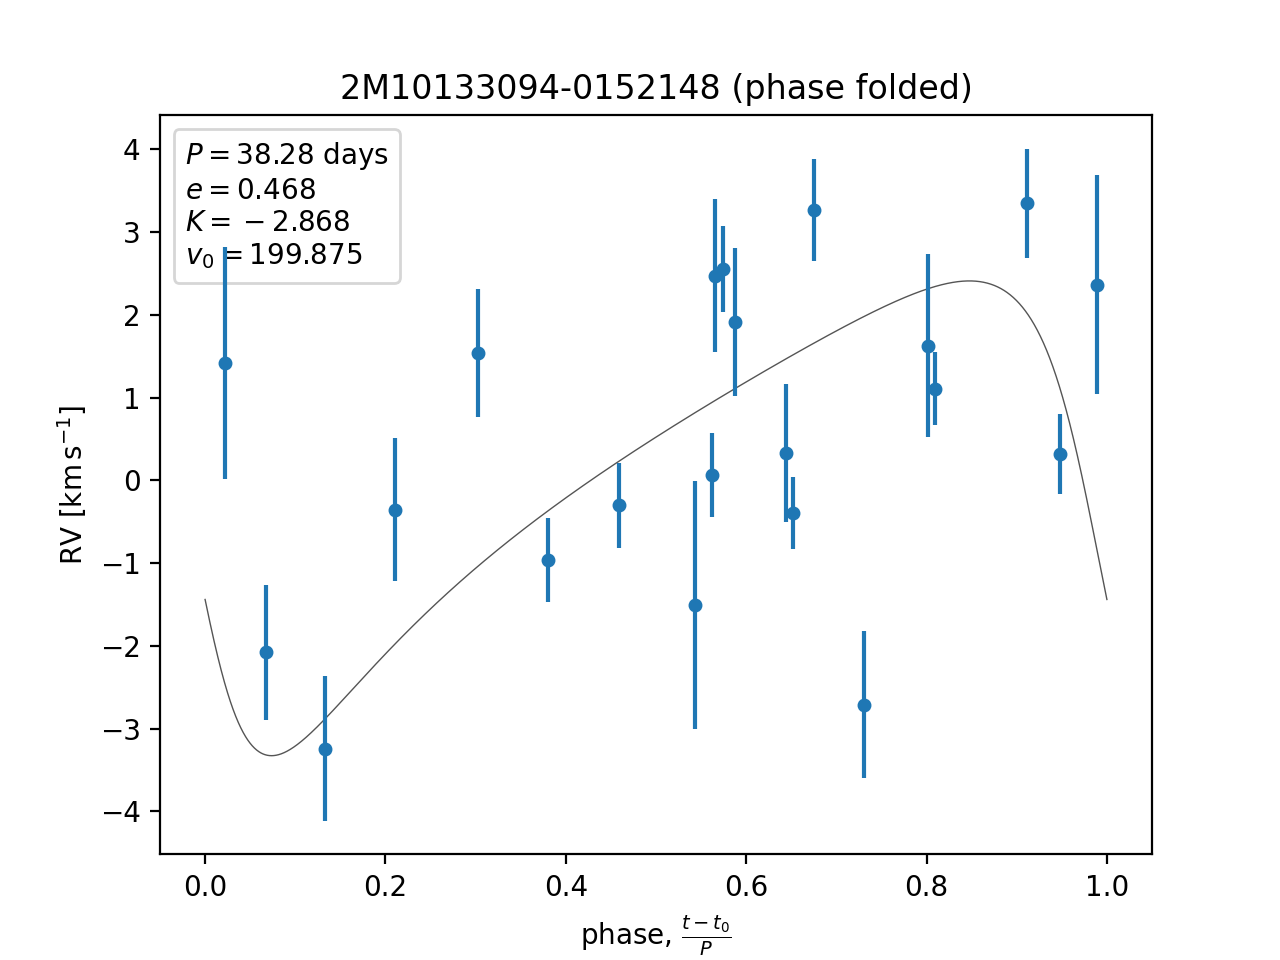 2M10133094-0152148 (phase folded)
P = 38.28 days
e = 0.468
K = −2.868
v₀ = 199.875
RV [km s⁻¹]
4
3
2
1
0
−1
−2
−3
−4
0.0 0.2 0.4 0.6 0.8 1.0
phase, (t − t₀)/P